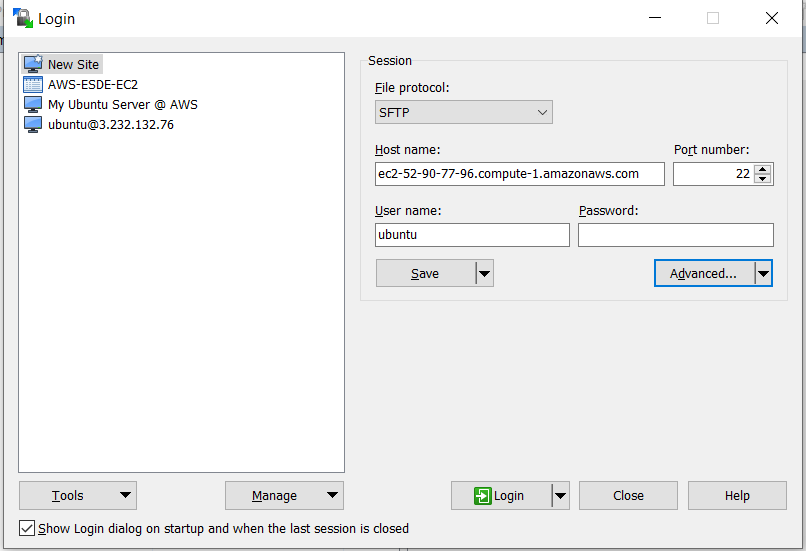 Login
New Site
AWS-ESDE-EC2
My Ubuntu Server @ AWS
ubuntu@3.232.132.76
Session
File protocol:
SFTP
Host name:
Port number:
ec2-52-90-77-96.compute-1.amazonaws.com
22
User name:
Password:
ubuntu
Save
Advanced...
Tools
Manage
Login
Close
Help
Show Login dialog on startup and when the last session is closed